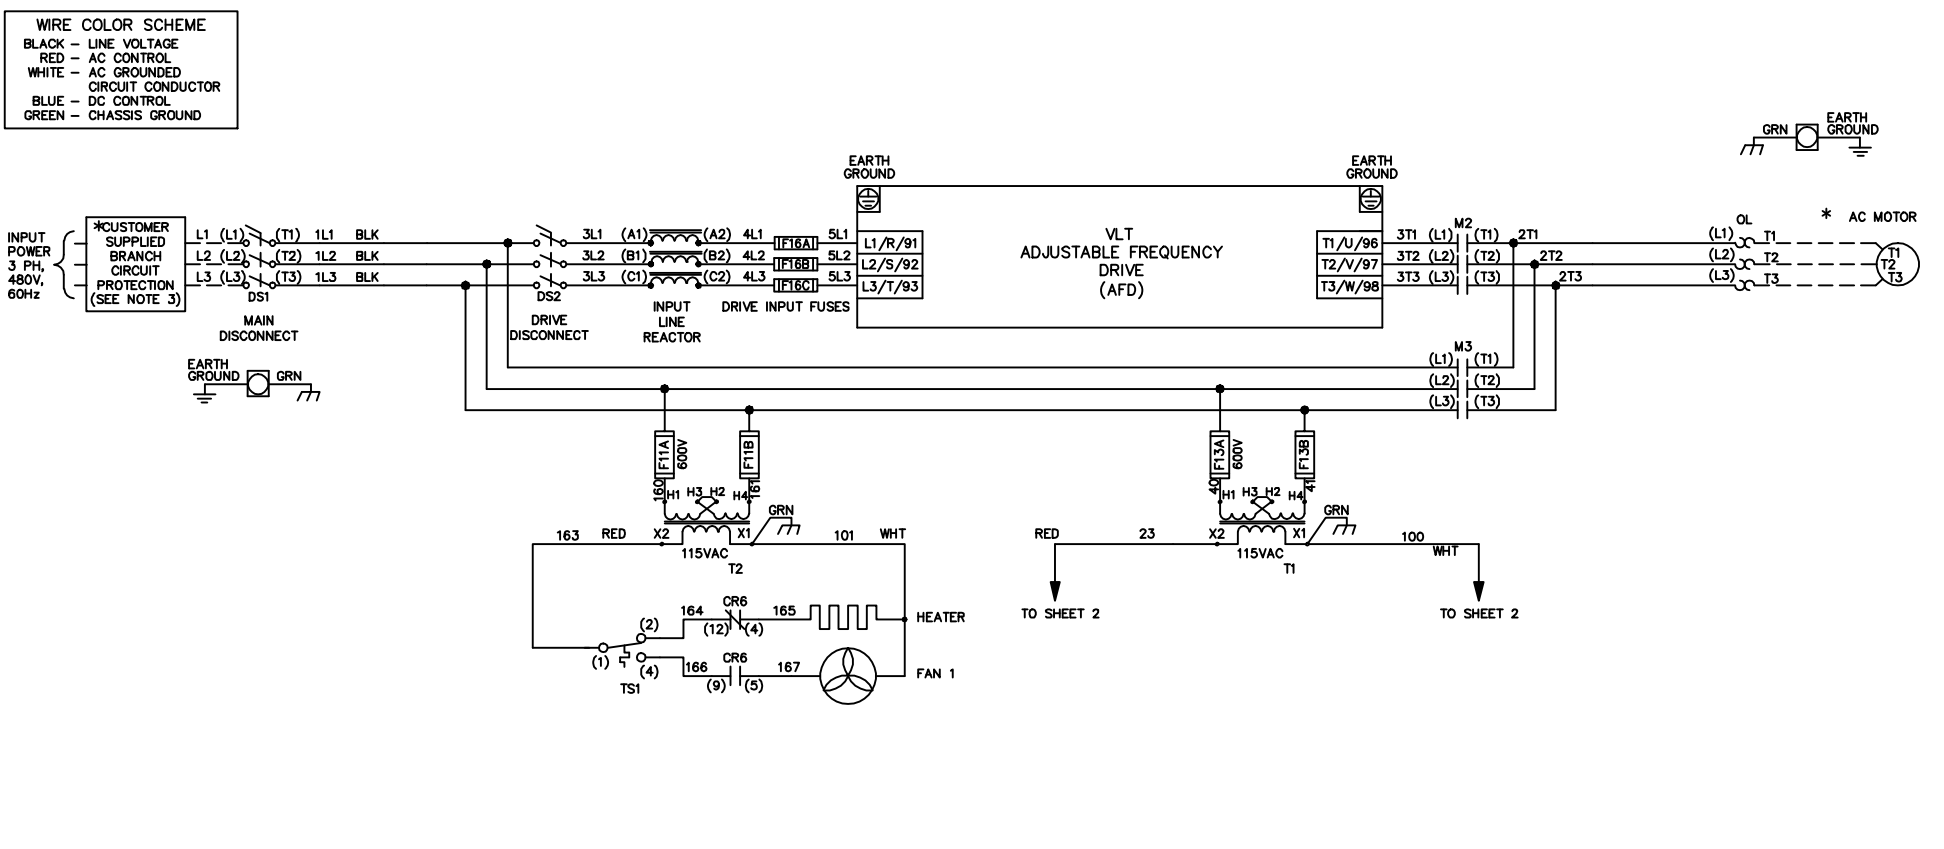 WIRE COLOR SCHEME
BLACK – LINE VOLTAGE
RED – AC CONTROL
WHITE – AC GROUNDED
CIRCUIT CONDUCTOR
BLUE – DC CONTROL
GREEN – CHASSIS GROUND
GRN
EARTH
GROUND
INPUT
POWER
3 PH,
480V,
60Hz
*CUSTOMER
SUPPLIED
BRANCH
CIRCUIT
PROTECTION
(SEE NOTE 3)
L1 (L1) (T1) 1L1 BLK
L2 (L2) (T2) 1L2 BLK
L3 (L3) (T3) 1L3 BLK
DS1
MAIN
DISCONNECT
EARTH
GROUND
GRN
DS2
DRIVE
DISCONNECT
3L1 (A1) (A2) 4L1 F16A 5L1
3L2 (B1) (B2) 4L2 F16B 5L2
3L3 (C1) (C2) 4L3 F16C 5L3
INPUT
LINE
REACTOR
DRIVE INPUT FUSES
EARTH
GROUND
EARTH
GROUND
L1/R/91
L2/S/92
L3/T/93
VLT
ADJUSTABLE FREQUENCY
DRIVE
(AFD)
T1/U/96
T2/V/97
T3/W/98
M2
3T1 (L1) (T1) 2T1
3T2 (L2) (T2) 2T2
3T3 (L3) (T3) 2T3
OL
(L1) T1
(L2) T2
(L3) T3
* AC MOTOR
T1
T2
T3
M3
(L1) (T1)
(L2) (T2)
(L3) (T3)
F11A
600V
F11B
160
161
H1 H3 H2 H4
GRN
163 RED X2 X1 101 WHT
115VAC
T2
F13A
600V
F13B
40
41
H1 H3 H2 H4
GRN
RED 23 X2 X1 100
WHT
115VAC
T1
TO SHEET 2
TO SHEET 2
CR6
164 165
(12) (4)
HEATER
(2)
(1)
(4)
TS1
CR6
166 167
(9) (5)
FAN 1